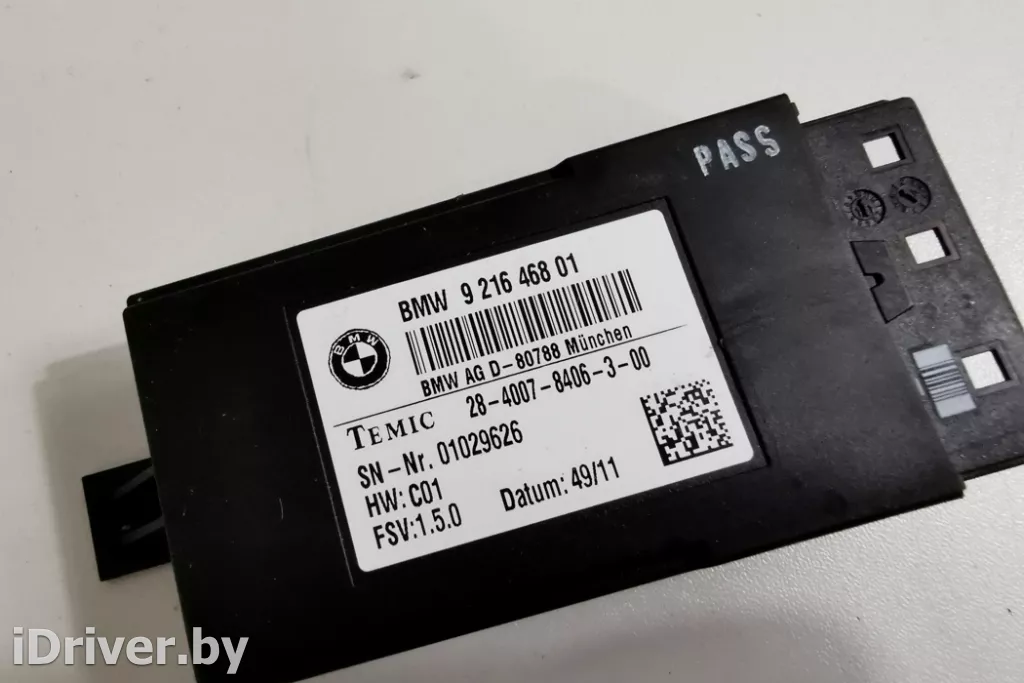 PASS
BMW 9 216 468 01
BMW
BMW AG D-80788 München
TEMIC 28-4007-8406-3-00
SN-Nr. 01029626
HW: C01
FSV:1.5.0 Datum: 49/11
iDriver.by